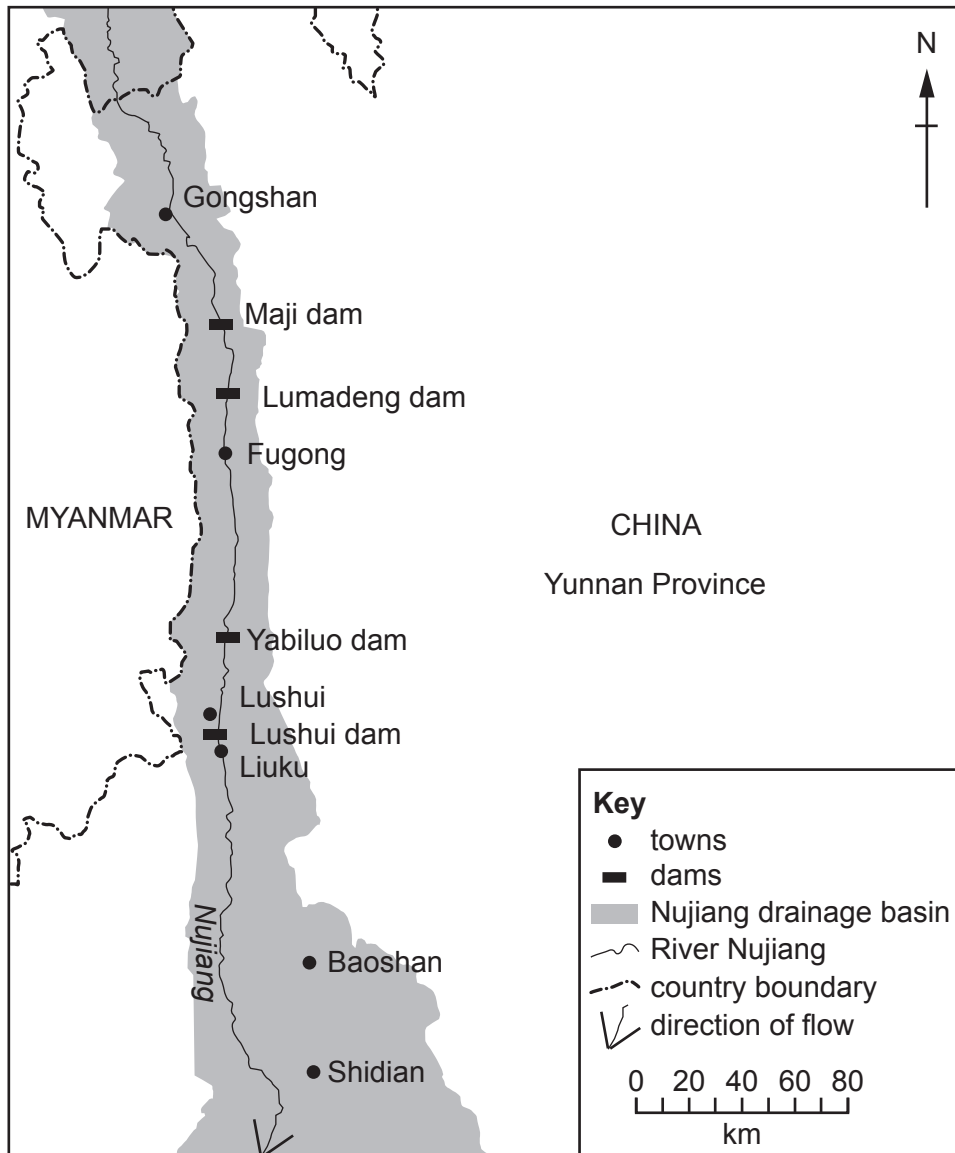 N
Gongshan
Maji dam
Lumadeng dam
Fugong
MYANMAR
CHINA
Yunnan Province
Yabiluo dam
Lushui
Lushui dam
Liuku
Nujiang
Baoshan
Shidian
Key
towns
dams
Nujiang drainage basin
River Nujiang
country boundary
direction of flow
0 20 40 60 80
km